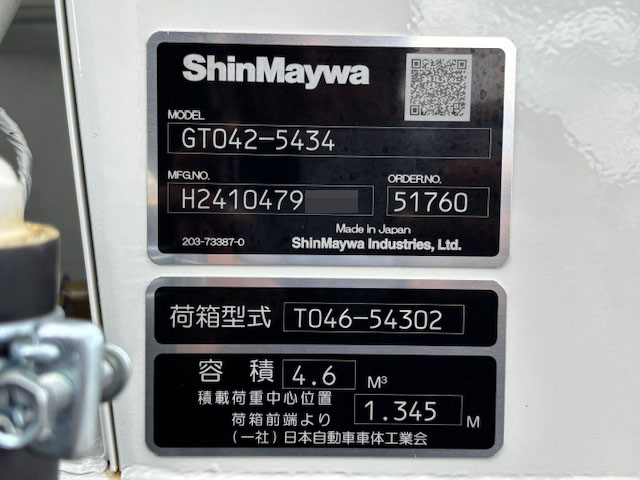 ShinMaywa
MODEL
GT042-5434
MFG.NO. ORDER.NO.
H2410479 51760
Made in Japan
203-73387-0 ShinMaywa Industries, Ltd.
荷箱型式 T046-54302
容積 4.6 M³
積載荷重中心位置
荷箱前端より 1.345 M
(一社)日本自動車車体工業会